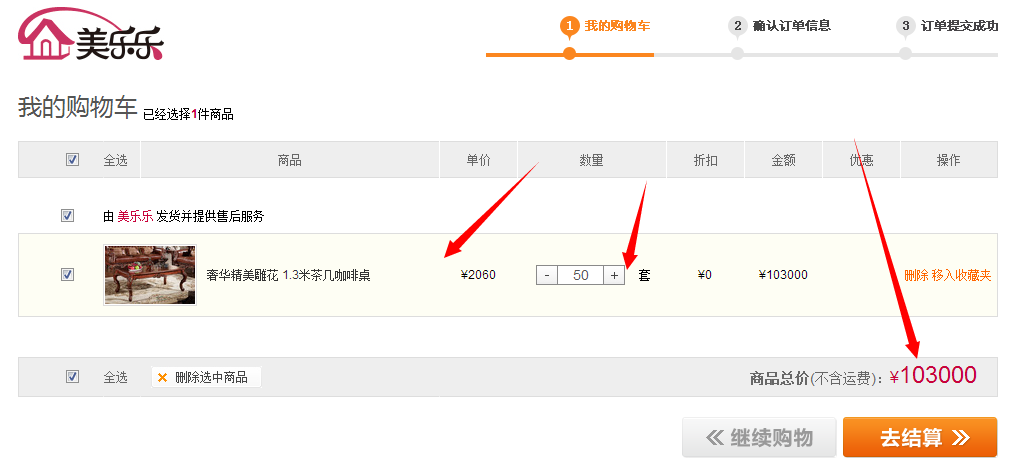 美乐乐
1 我的购物车 2 确认订单信息 3 订单提交成功
我的购物车 已经选择1件商品
全选 商品 单价 数量 折扣 金额 优惠 操作
由 美乐乐 发货并提供售后服务
奢华精美雕花 1.3米茶几咖啡桌 ¥2060 - 50 + 套 ¥0 ¥103000 删除 移入收藏夹
全选 × 删除选中商品 商品总价(不含运费)：¥103000
《 继续购物 去结算 》